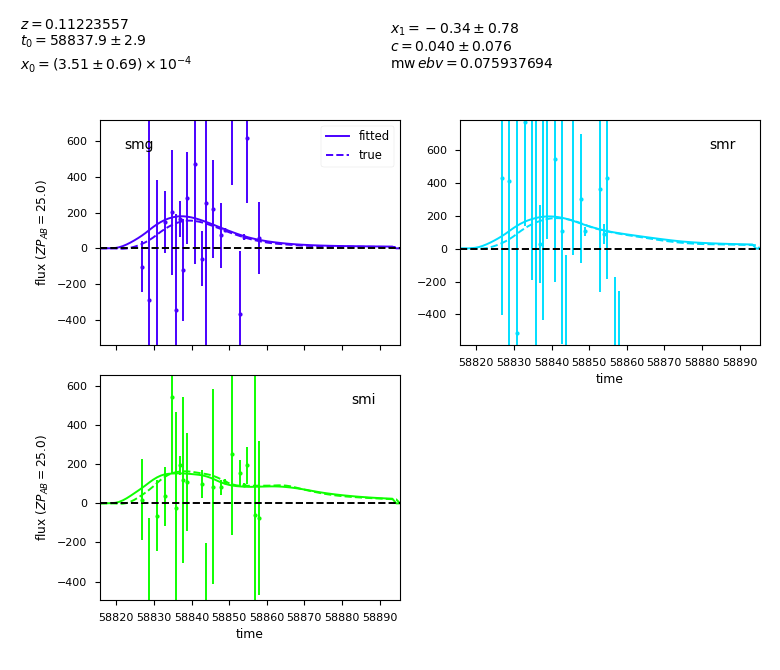 z = 0.11223557
t₀ = 58837.9 ± 2.9
x₀ = (3.51 ± 0.69) × 10⁻⁴
x₁ = −0.34 ± 0.78
c = 0.040 ± 0.076
mw ebv = 0.075937694
smg
fitted
true
600
400
200
0
−200
−400
flux (ZP_AB = 25.0)
smr
600
400
200
0
−200
−400
58820 58830 58840 58850 58860 58870 58880 58890
time
smi
600
400
200
0
−200
−400
flux (ZP_AB = 25.0)
58820 58830 58840 58850 58860 58870 58880 58890
time